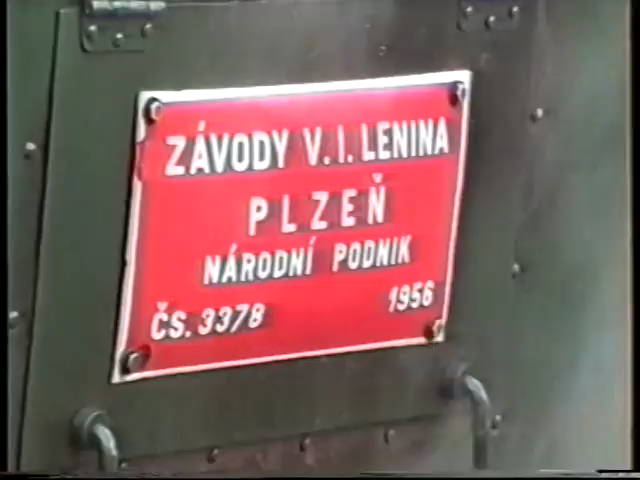 ZÁVODY V. I. LENINA
PLZEŇ
NÁRODNÍ PODNIK
ČS. 3378 1956